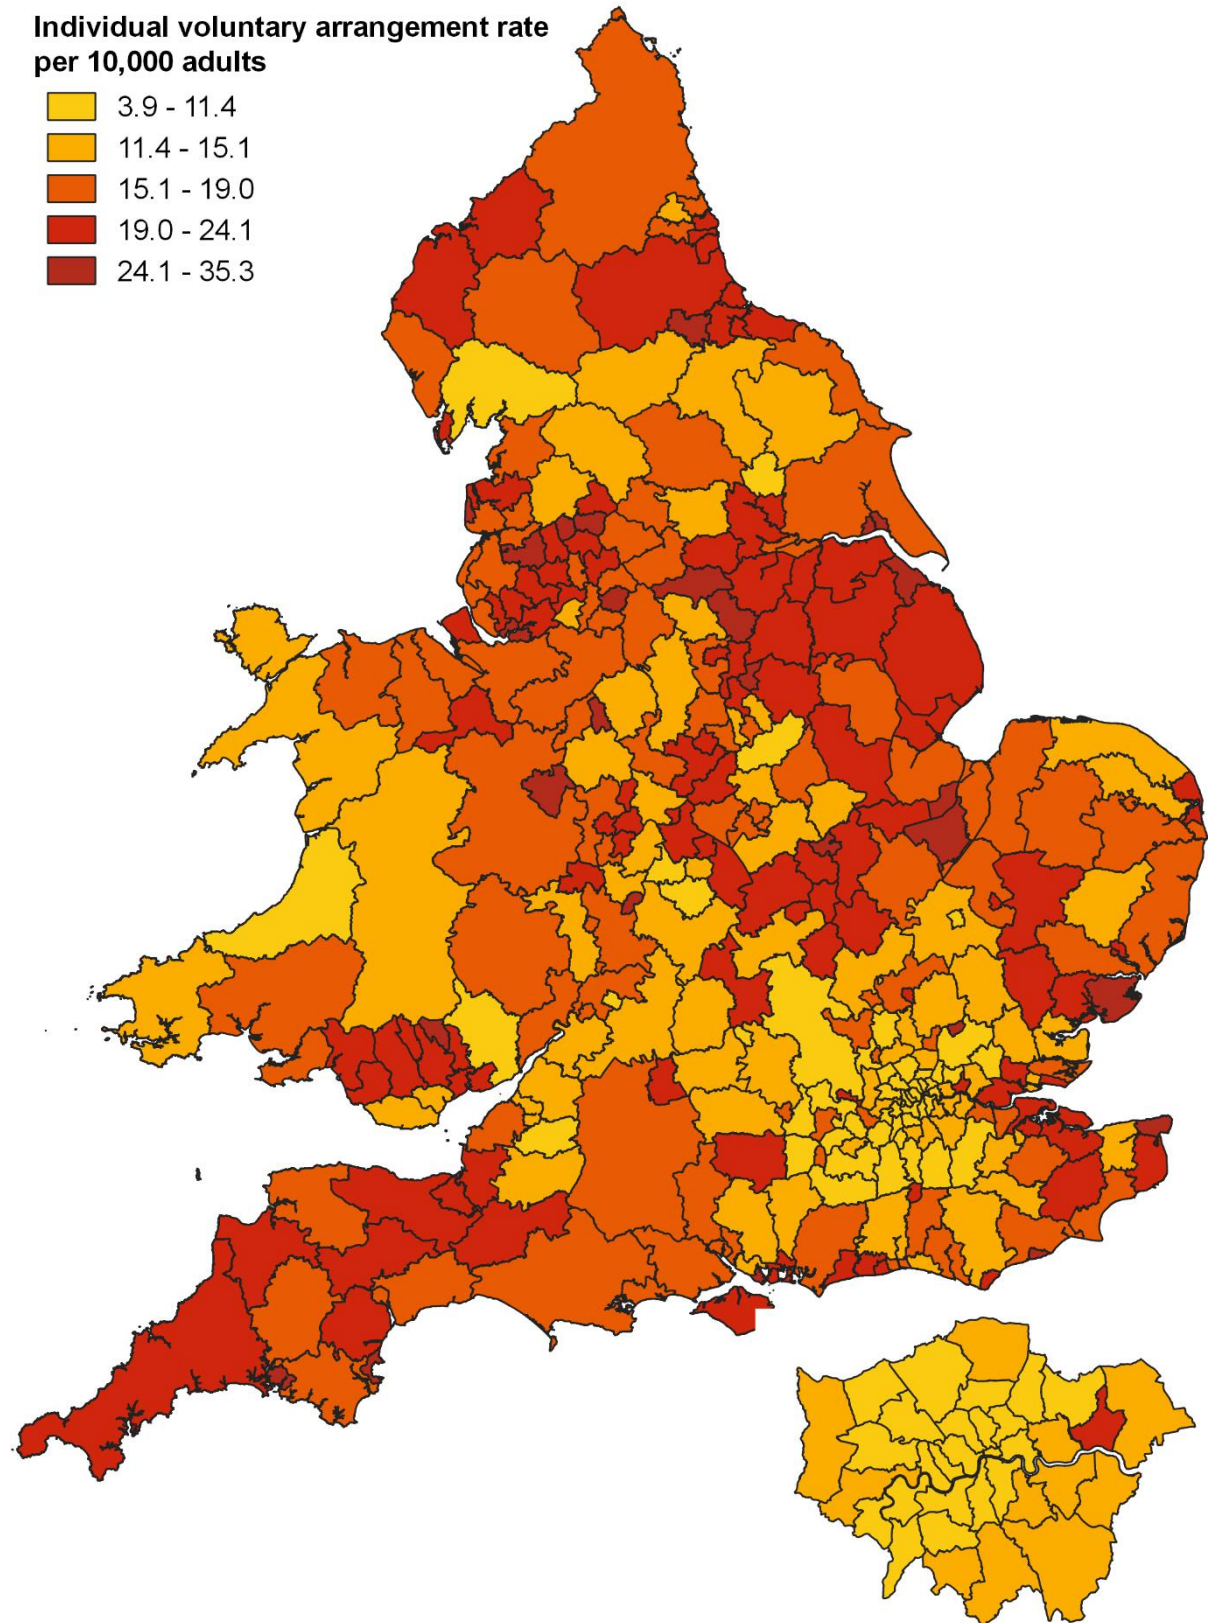 Individual voluntary arrangement rate
per 10,000 adults
3.9 - 11.4
11.4 - 15.1
15.1 - 19.0
19.0 - 24.1
24.1 - 35.3